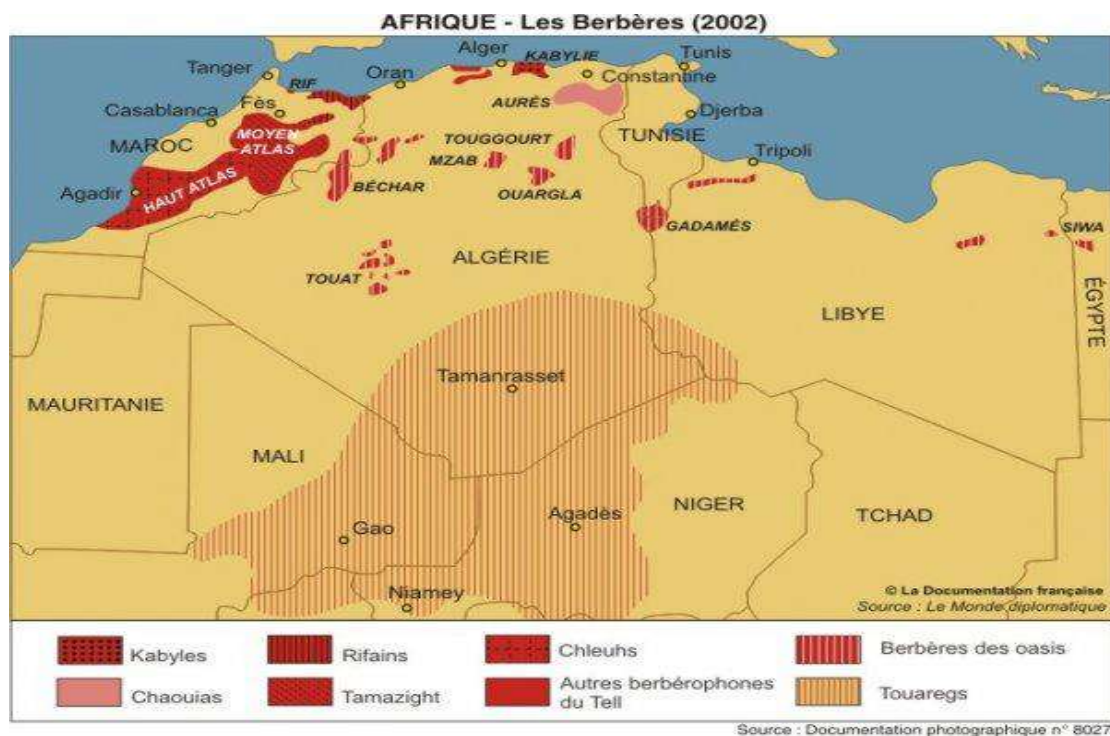 AFRIQUE - Les Berbères (2002)
Alger
KABYLIE
Tunis
Tanger
Oran
Constantine
RIF
Casablanca
Fès
AURÈS
Djerba
MAROC
MOYEN
ATLAS
TOUGGOURT
TUNISIE
MZAB
Tripoli
Agadir
HAUT ATLAS
BÉCHAR
OUARGLA
GADAMÉS
SIWA
TOUAT
ALGÉRIE
LIBYE
ÉGYPTE
Tamanrasset
MAURITANIE
MALI
NIGER
TCHAD
Gao
Agadès
Niamey
© La Documentation française
Source : Le Monde diplomatique
Kabyles
Rifains
Chleuhs
Berbères des oasis
Chaouias
Tamazight
Autres berbérophones
du Tell
Touaregs
Source : Documentation photographique n° 8027